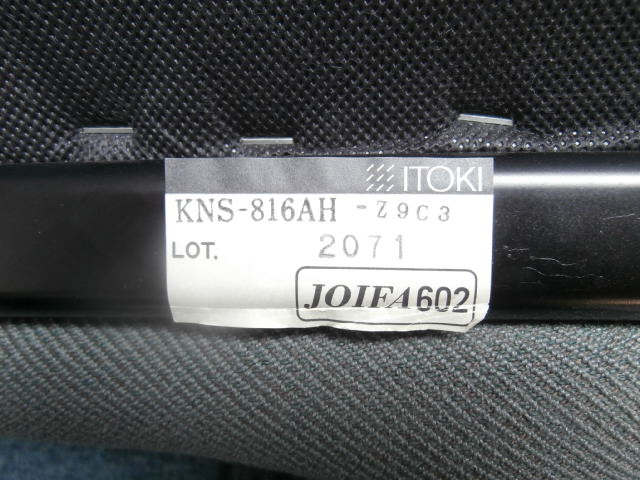 ITOKI
KNS-816AH -Z9C3
LOT. 2071
JOIFA602